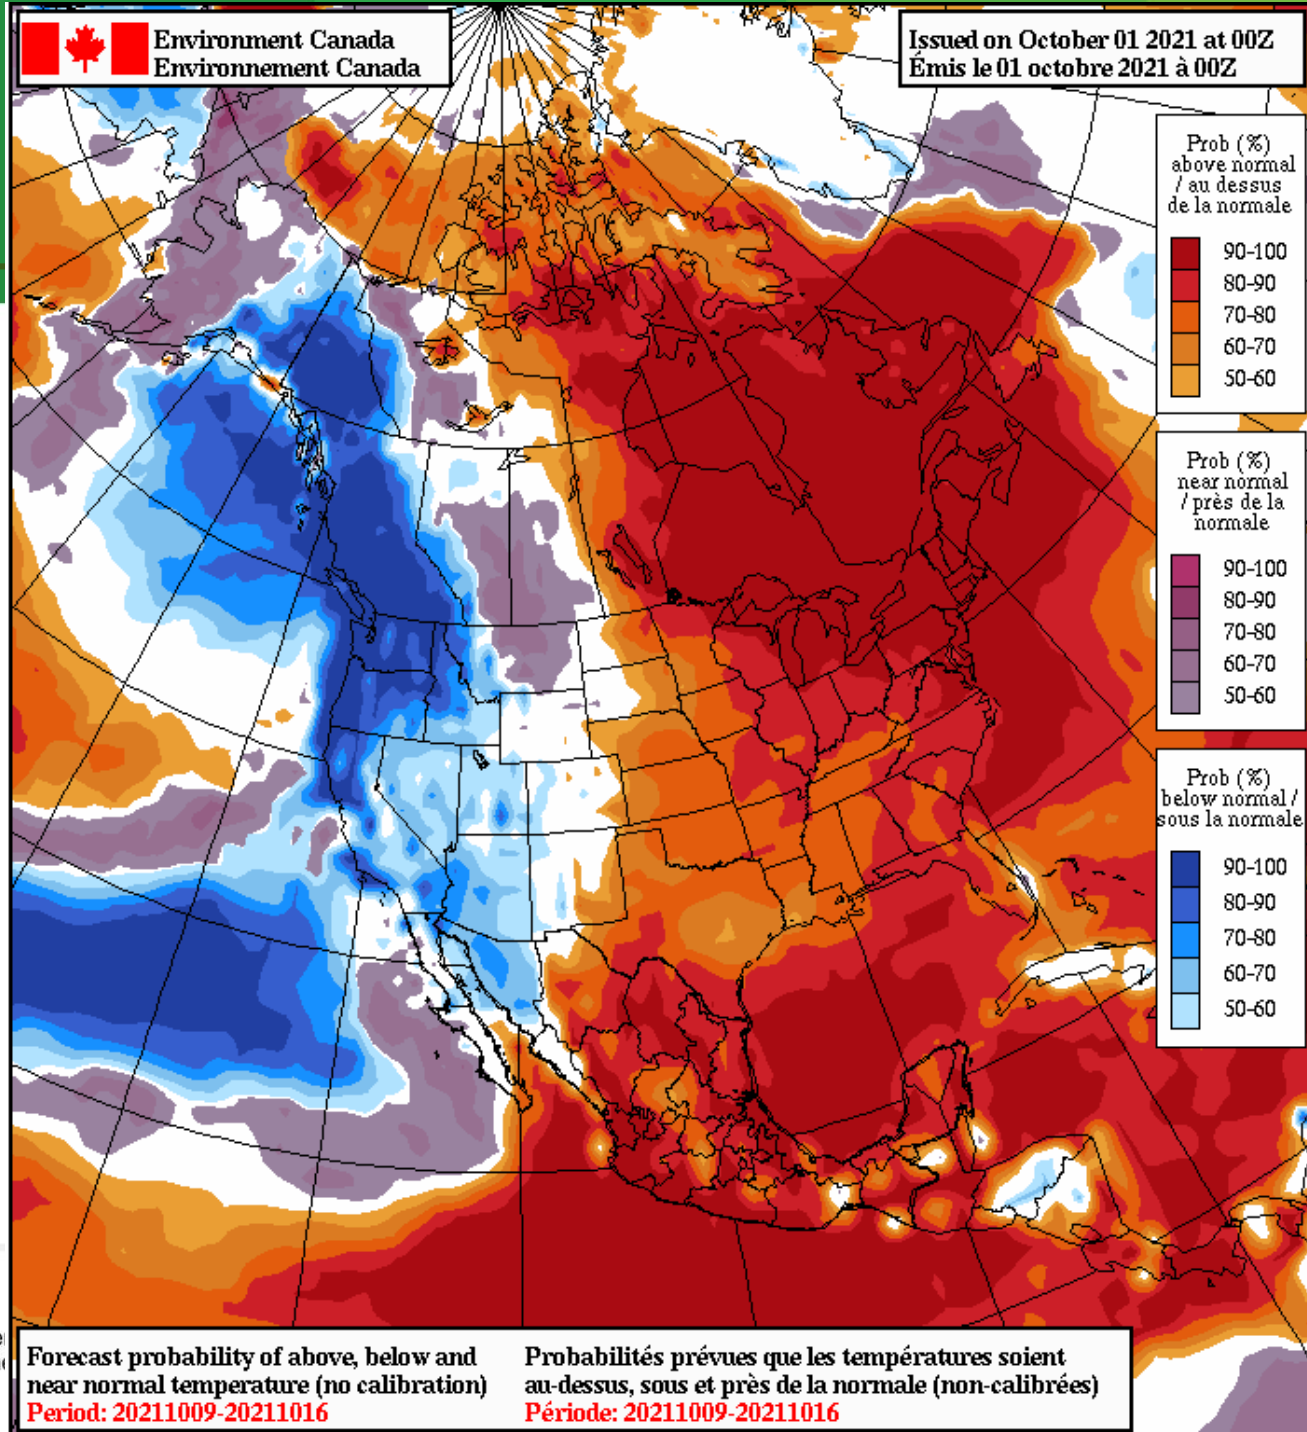 Environment Canada
Environnement Canada
Issued on October 01 2021 at 00Z
Émis le 01 octobre 2021 à 00Z
Prob (%)
above normal
/ au dessus
de la normale
90-100
80-90
70-80
60-70
50-60
Prob (%)
near normal
/ près de la
normale
90-100
80-90
70-80
60-70
50-60
Prob (%)
below normal /
sous la normale
90-100
80-90
70-80
60-70
50-60
Forecast probability of above, below and
near normal temperature (no calibration)
Period: 20211009-20211016
Probabilités prévues que les températures soient
au-dessus, sous et près de la normale (non-calibrées)
Période: 20211009-20211016